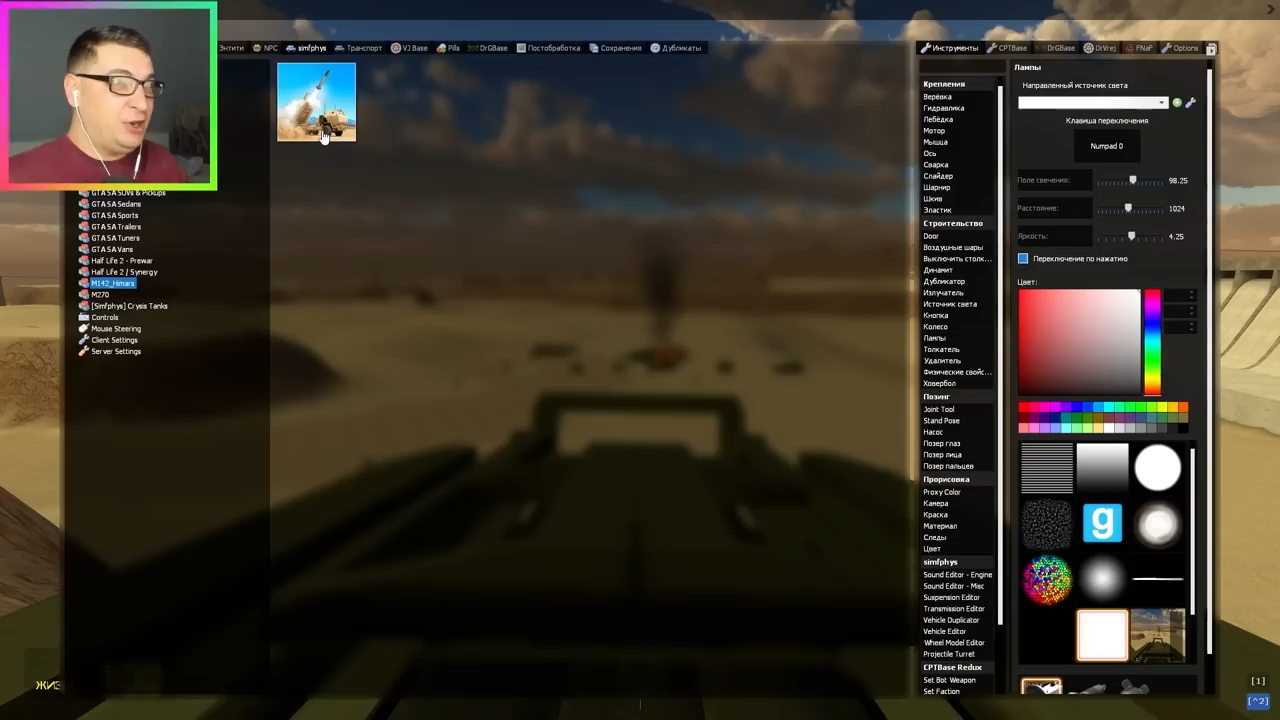 Энтити NPC simfphys Транспорт VJ Base Pills DrGBase Постобработка Сохранения Дубликаты
Инструменты CPTBase DrGBase DrVrej FNaF Options
GTA SA SUVs & Pickups
GTA SA Sedans
GTA SA Sports
GTA SA Trailers
GTA SA Tuners
GTA SA Vans
Half Life 2 - Prewar
Half Life 2 / Synergy
M142_Himars
M270
[Simfphys] Crysis Tanks
Controls
Mouse Steering
Client Settings
Server Settings
Крепления
Верёвка
Гидравлика
Лебёдка
Мотор
Мышца
Ось
Сварка
Слайдер
Шарнир
Шкив
Эластик
Строительство
Door
Воздушные шары
Выключить столк...
Динамит
Дубликатор
Излучатель
Источник света
Кнопка
Колесо
Лампы
Толкатель
Удалитель
Физические свойс...
Ховербол
Позинг
Joint Tool
Stand Pose
Насос
Позер глаз
Позер лица
Позер пальцев
Прорисовка
Proxy Color
Камера
Краска
Материал
Следы
Цвет
simfphys
Sound Editor - Engine
Sound Editor - Misc
Suspension Editor
Transmission Editor
Vehicle Duplicator
Vehicle Editor
Wheel Model Editor
Projectile Turret
CPTBase Redux
Set Bot Weapon
Set Faction
Лампы
Направленный источник света
Клавиша переключения
Numpad 0
Поле свечения: 98.25
Расстояние: 1024
Яркость: 4.25
Переключение по нажатию
Цвет:
g
[1]
[^2]